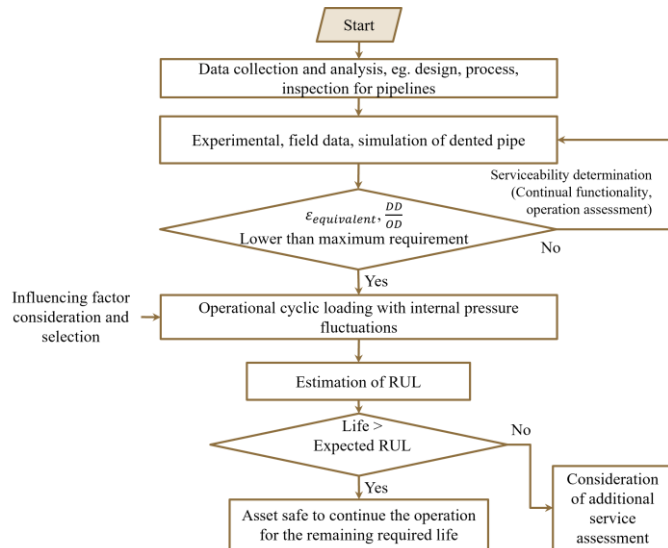 Start
Data collection and analysis, eg. design, process,
inspection for pipelines
Experimental, field data, simulation of dented pipe
Serviceability determination
(Continual functionality,
operation assessment)
ε_equivalent, DD/OD
Lower than maximum requirement
No
Yes
Influencing factor
consideration and
selection
Operational cyclic loading with internal pressure
fluctuations
Estimation of RUL
Life >
Expected RUL
No
Yes
Consideration
of additional
service
assessment
Asset safe to continue the operation
for the remaining required life